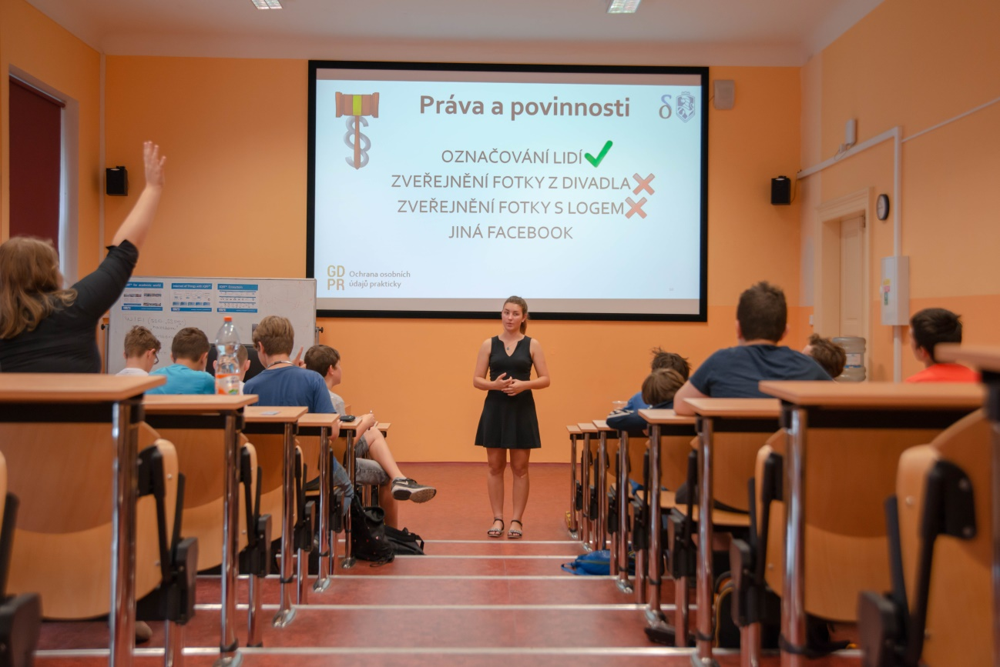 Práva a povinnosti
OZNAČOVÁNÍ LIDÍ
ZVEŘEJNĚNÍ FOTKY Z DIVADLA
ZVEŘEJNĚNÍ FOTKY S LOGEM
JINÁ FACEBOOK
GD
PR
Ochrana osobních
údajů prakticky